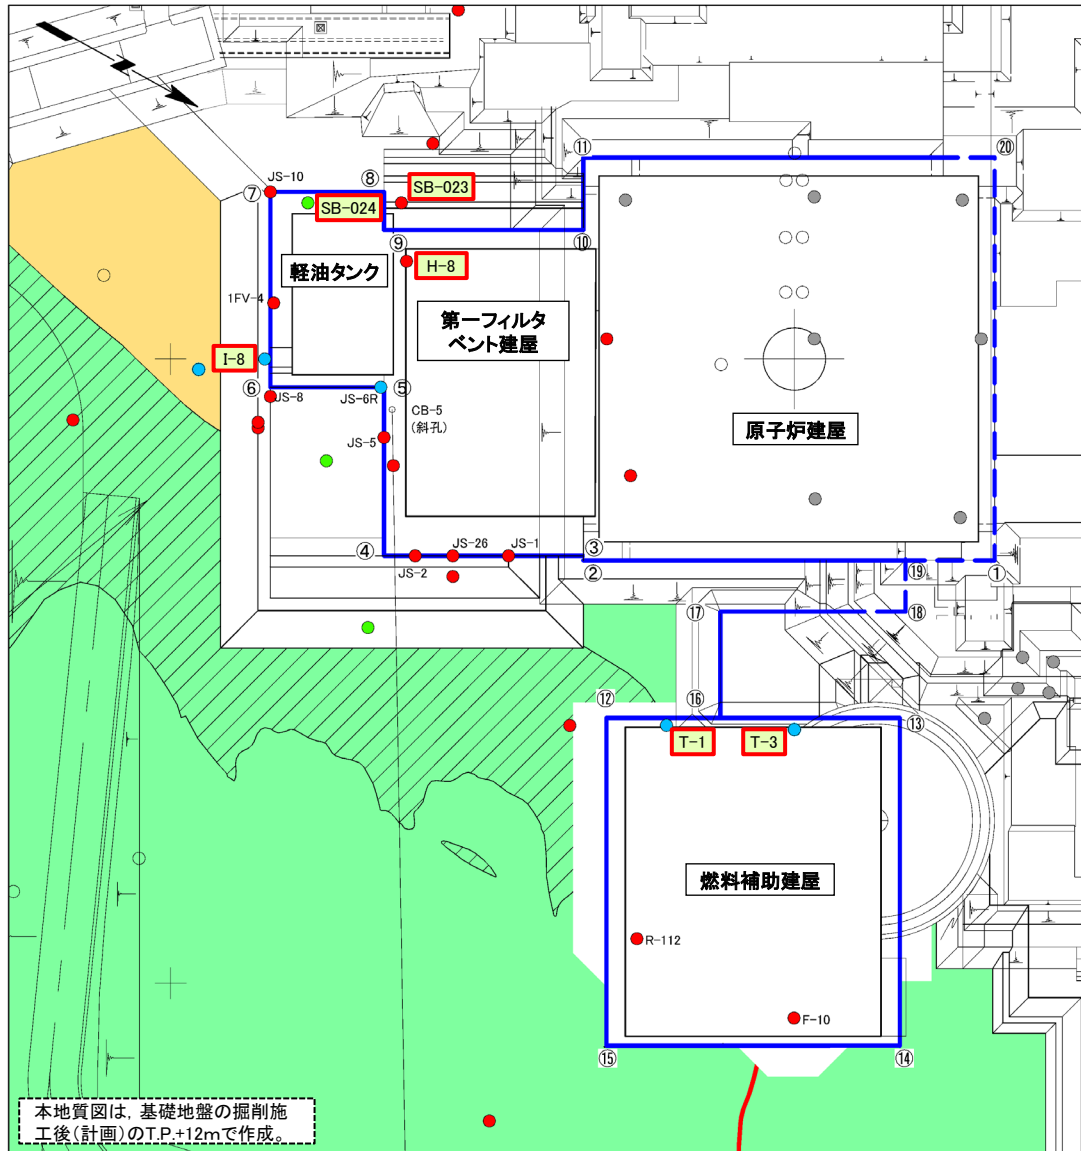 ⑪
⑳
JS-10
⑧
⑦
SB-023
SB-024
⑨
⑩
H-8
軽油タンク
1FV-4
第一フィルタ
ベント建屋
I-8
⑥
JS-8
JS-6R
⑤
CB-5
(斜孔)
JS-5
原子炉建屋
④
JS-2
JS-26
JS-1
③
②
⑲
①
⑰
⑱
⑫
⑯
⑬
T-1
T-3
燃料補助建屋
R-112
F-10
⑮
⑭
本地質図は,基礎地盤の掘削施
工後(計画)のT.P.+12mで作成。